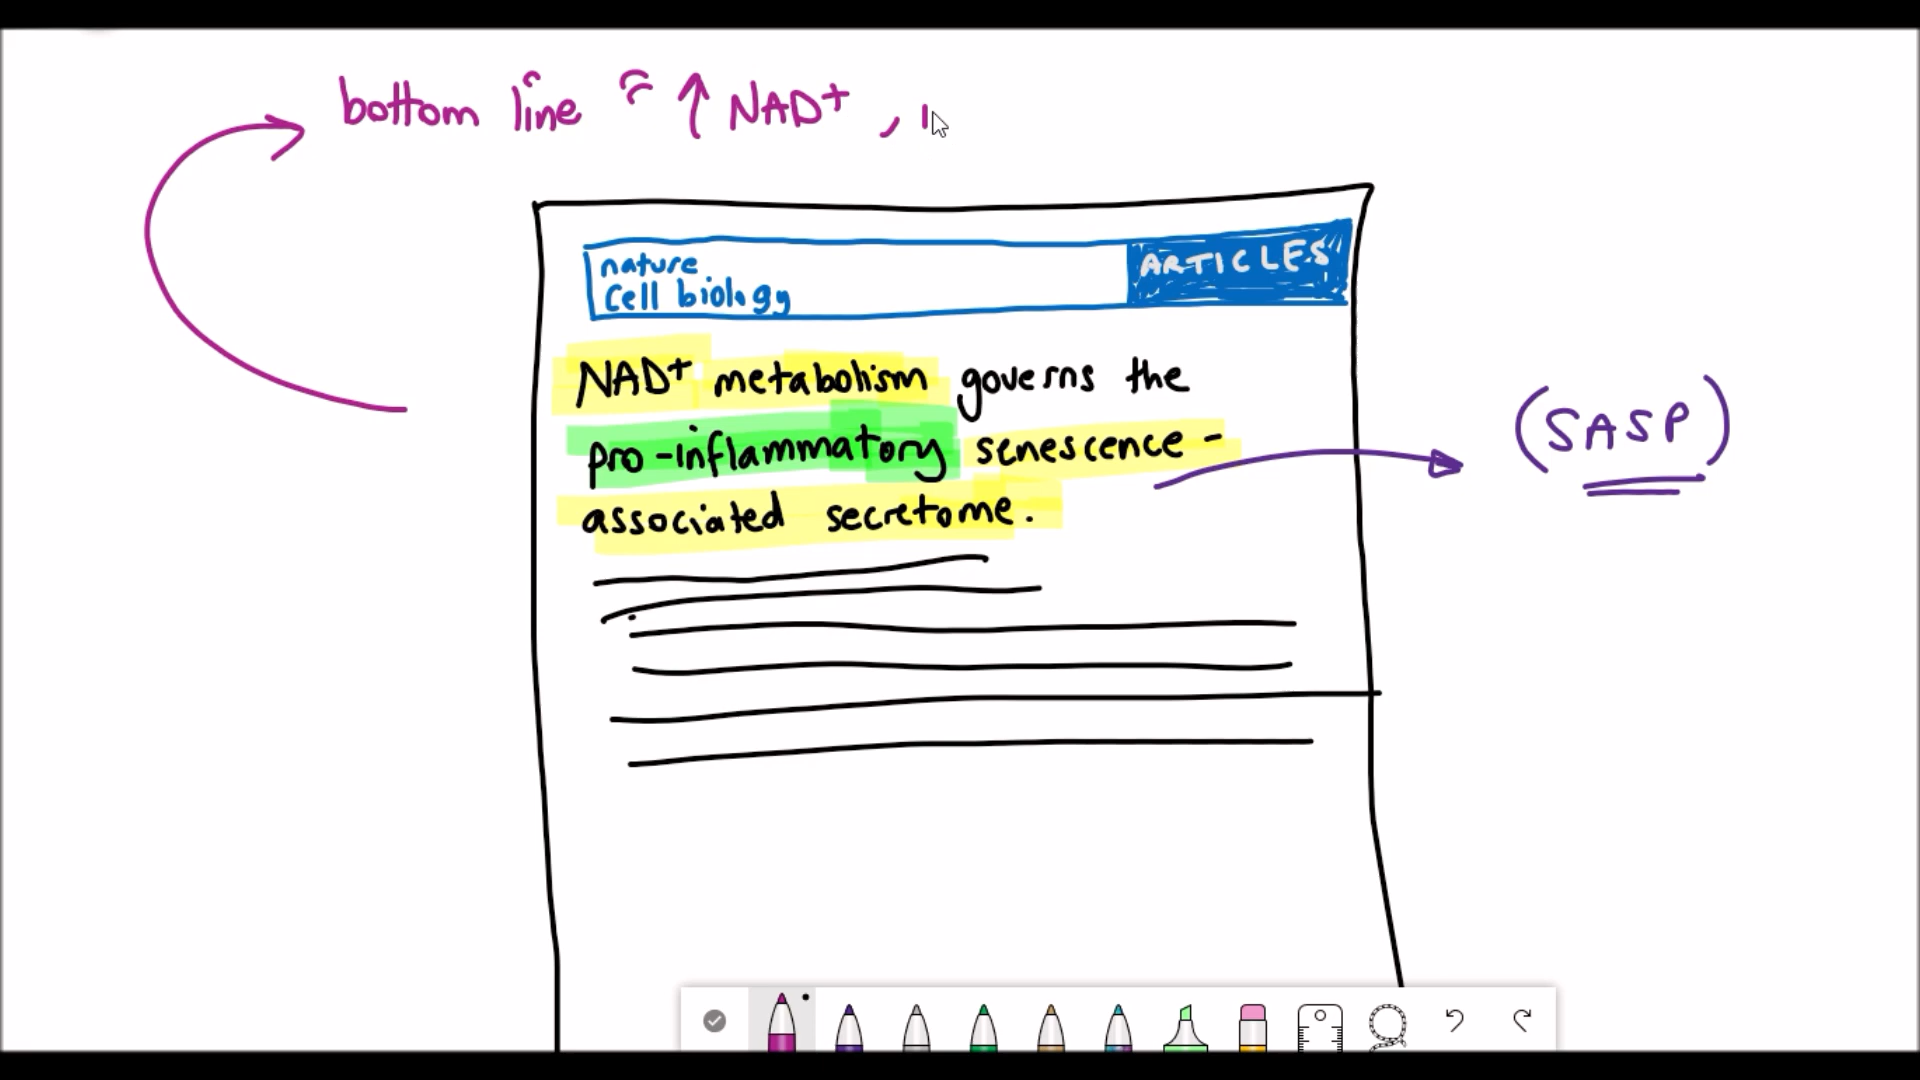 bottom line ↑ NAD+ ,
nature
cell biology
ARTICLES
NAD+ metabolism governs the
pro-inflammatory senescence-
associated secretome.
(SASP)